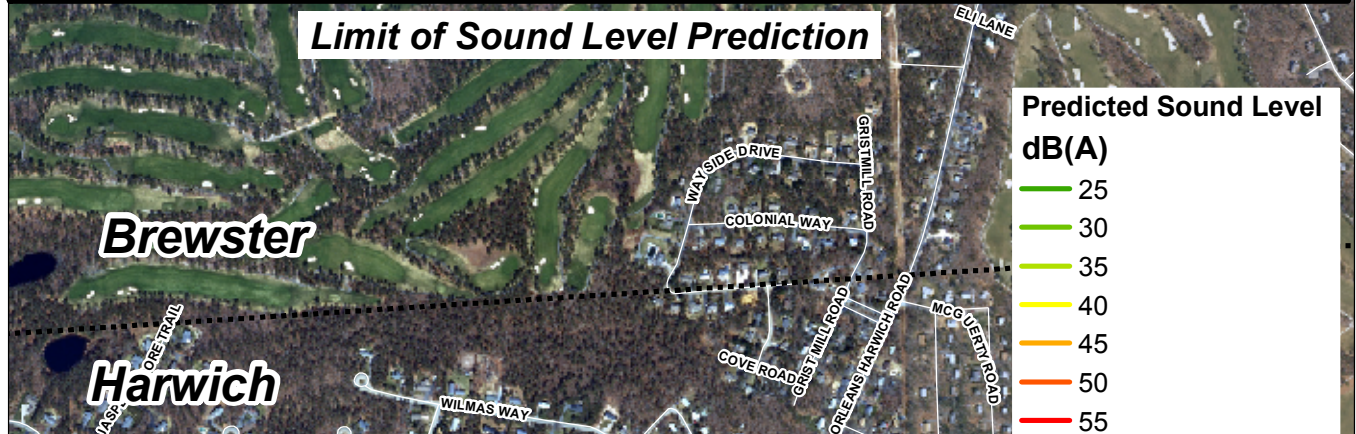 Limit of Sound Level Prediction
ELI LANE
Predicted Sound Level
dB(A)
25
30
35
40
45
50
55
GRISTMILL ROAD
WAY SIDE DRIVE
COLONIAL WAY
Brewster
MCGUERTY ROAD
GRIST MILL ROAD
ORLEANS HARWICH ROAD
COVE ROAD
Harwich
WILMAS WAY
ORE TRAIL